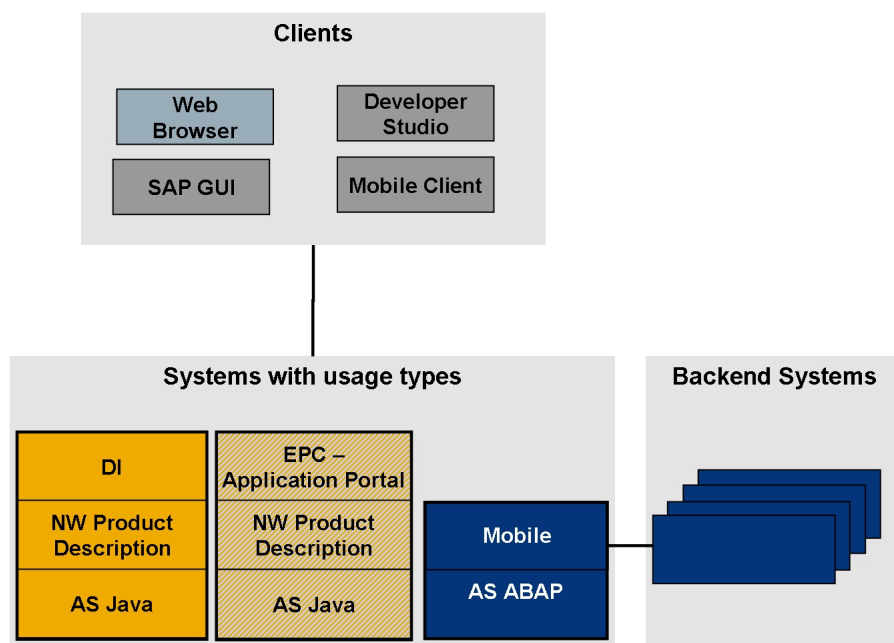 Clients
Web
Browser
Developer
Studio
SAP GUI
Mobile Client
Systems with usage types
Backend Systems
DI
NW Product
Description
AS Java
EPC –
Application Portal
NW Product
Description
AS Java
Mobile
AS ABAP